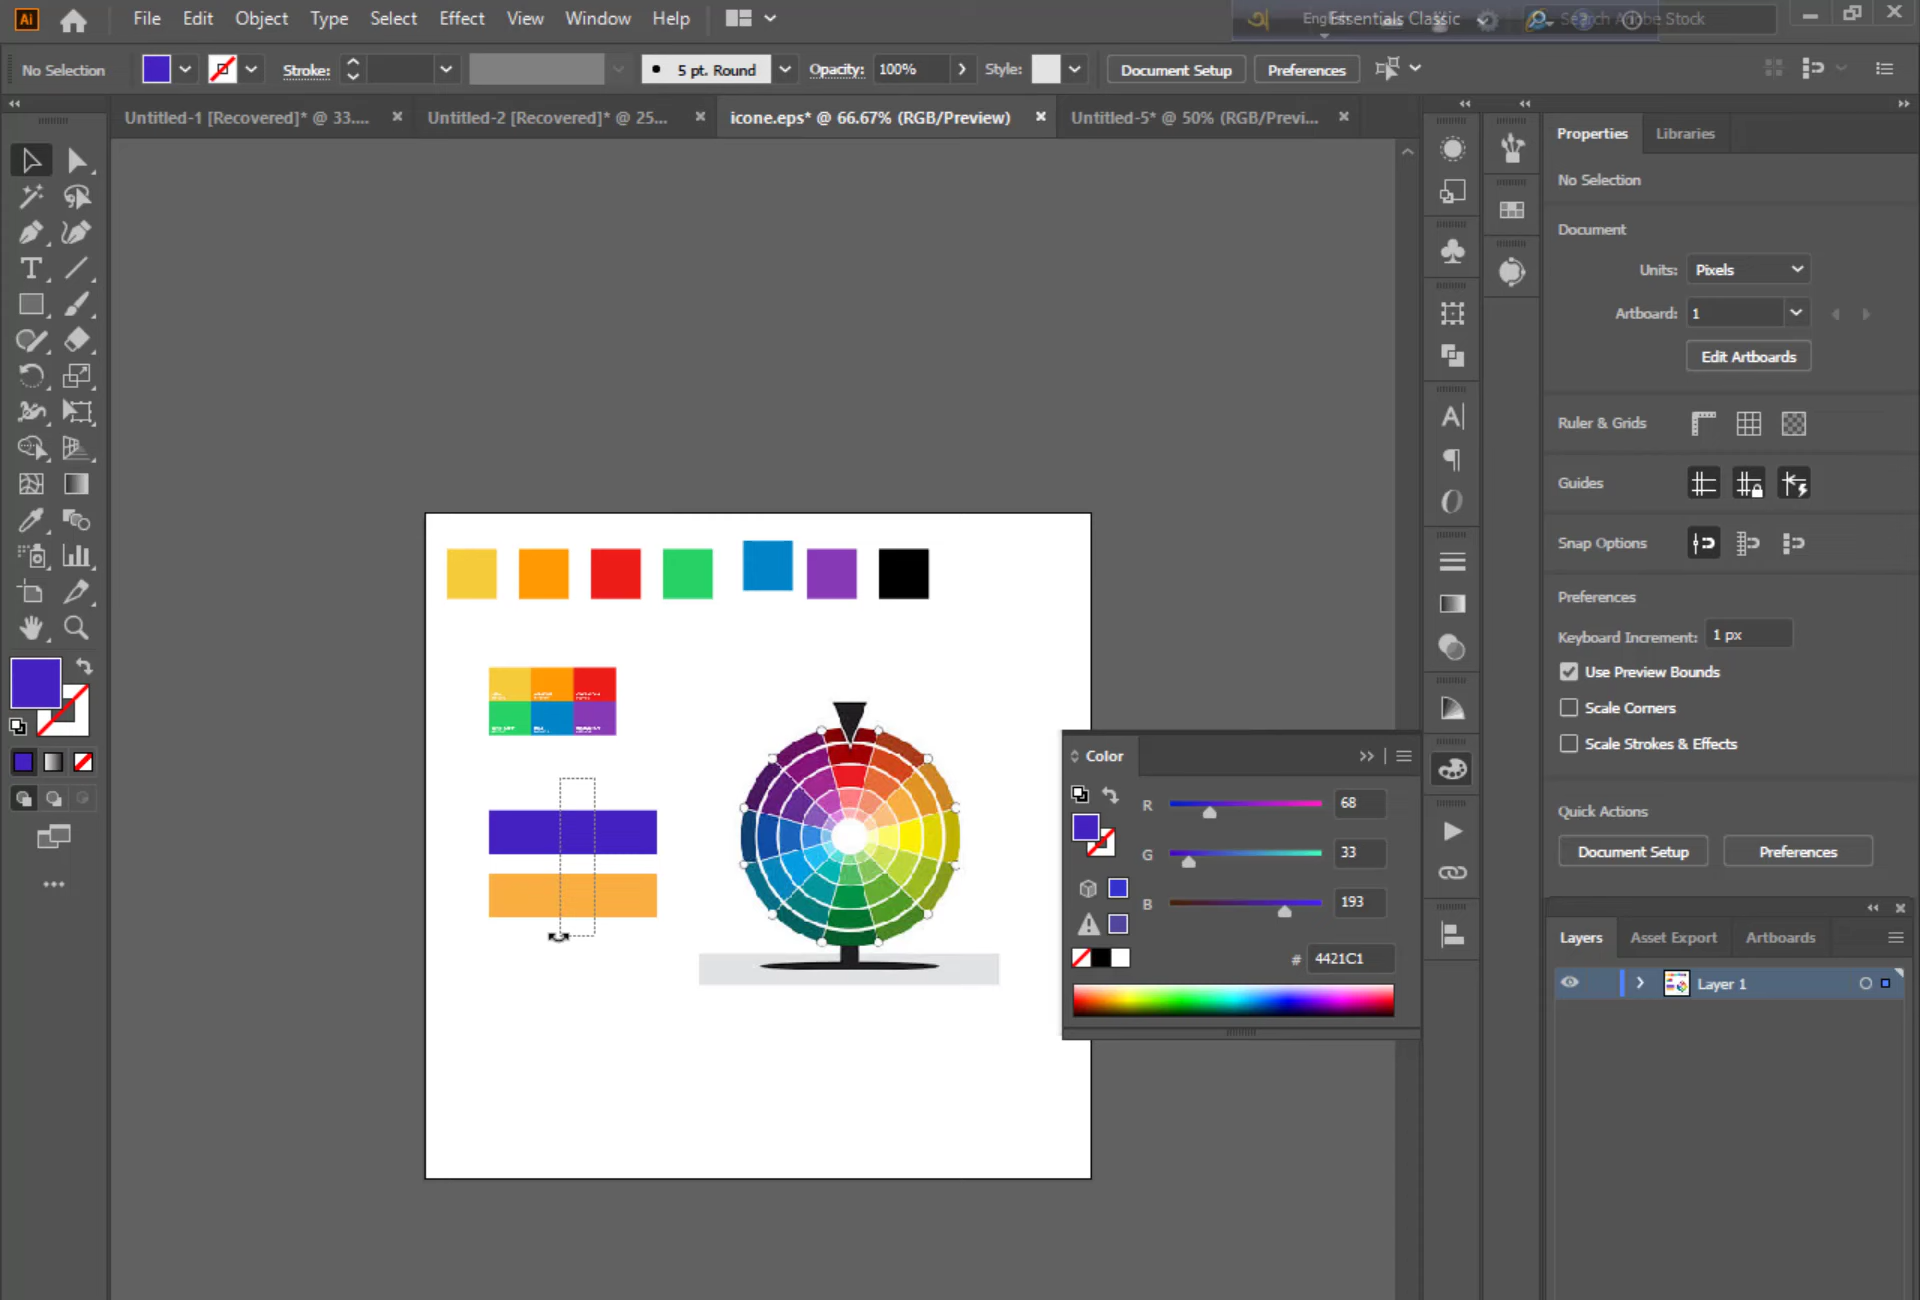 Ai File Edit Object Type Select Effect View Window Help Essentials Classic Search Adobe Stock
No Selection Stroke: 5 pt. Round Opacity: 100% Style: Document Setup Preferences
Untitled-1 [Recovered]* @ 33.... Untitled-2 [Recovered]* @ 25... icone.eps* @ 66.67% (RGB/Preview) Untitled-5* @ 50% (RGB/Previ...
Properties Libraries
No Selection
Document
Units: Pixels
Artboard: 1
Edit Artboards
Ruler & Grids
Guides
Snap Options
Preferences
Keyboard Increment: 1 px
Use Preview Bounds
Scale Corners
Scale Strokes & Effects
Quick Actions
Document Setup Preferences
Color
R 68
G 33
B 193
# 4421C1
Layers Asset Export Artboards
Layer 1